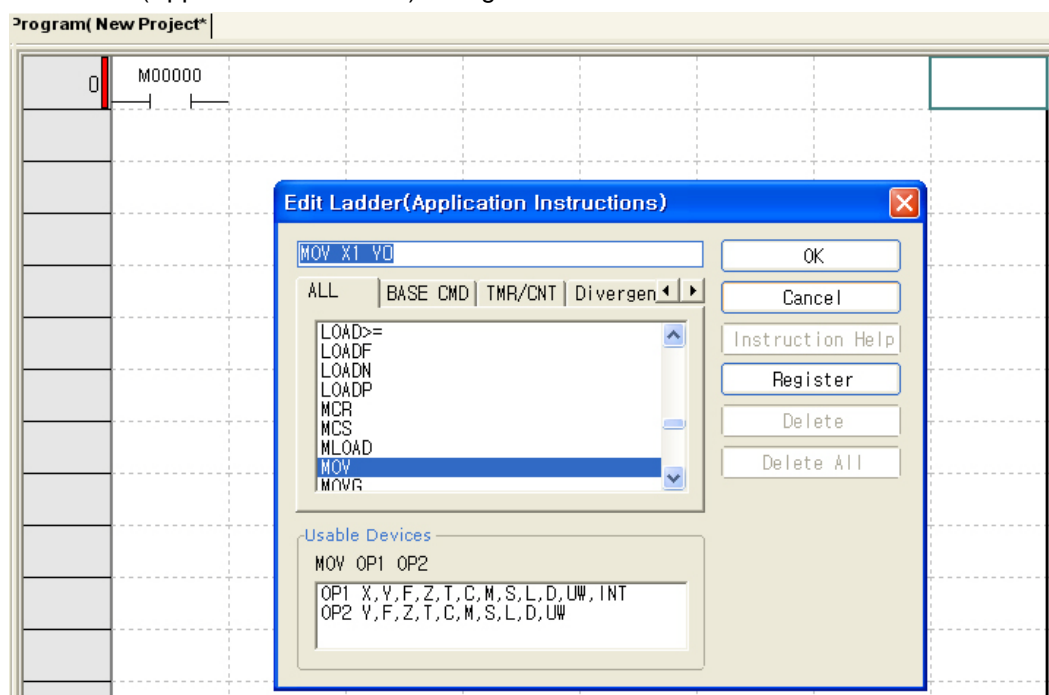 Program( New Project*
0 M00000
Edit Ladder(Application Instructions)
MOV X1 Y0
OK
ALL BASE CMD TMR/CNT Divergen
Cancel
LOAD>=
LOADF
LOADN
LOADP
MCR
MCS
MLOAD
MOV
MOVG
Instruction Help
Register
Delete
Delete All
Usable Devices
MOV OP1 OP2
OP1 X,Y,F,Z,T,C,M,S,L,D,UW,INT
OP2 Y,F,Z,T,C,M,S,L,D,UW